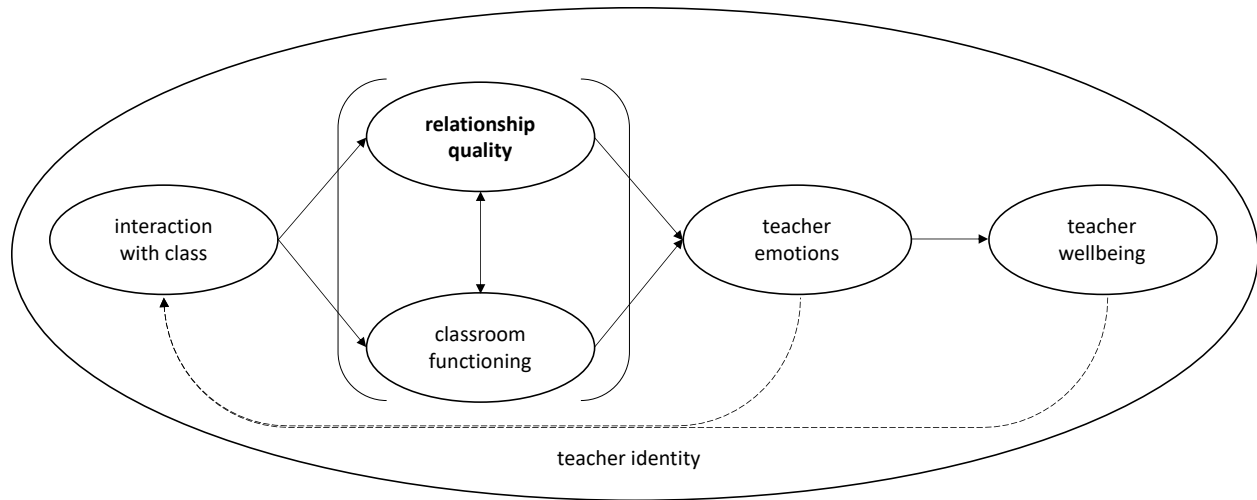 relationship
quality
interaction
with class
teacher
emotions
teacher
wellbeing
classroom
functioning
teacher identity